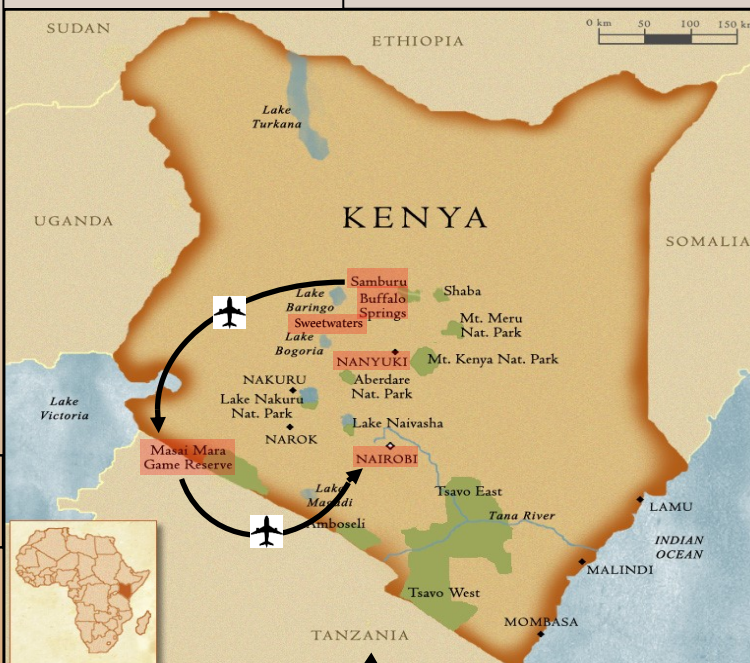 SUDAN
ETHIOPIA
0 km 50 100 150 km
Lake
Turkana
UGANDA
KENYA
SOMALIA
Samburu
Lake
Baringo
Buffalo
Springs
Shaba
Sweetwaters
Mt. Meru
Nat. Park
Lake
Bogoria
NANYUKI
Mt. Kenya Nat. Park
NAKURU
Aberdare
Nat. Park
Lake Nakuru
Nat. Park
Lake
Victoria
Lake Naivasha
NAROK
Masai Mara
Game Reserve
NAIROBI
Lake
Magadi
Tsavo East
Amboseli
Tana River
LAMU
INDIAN
OCEAN
MALINDI
Tsavo West
MOMBASA
TANZANIA